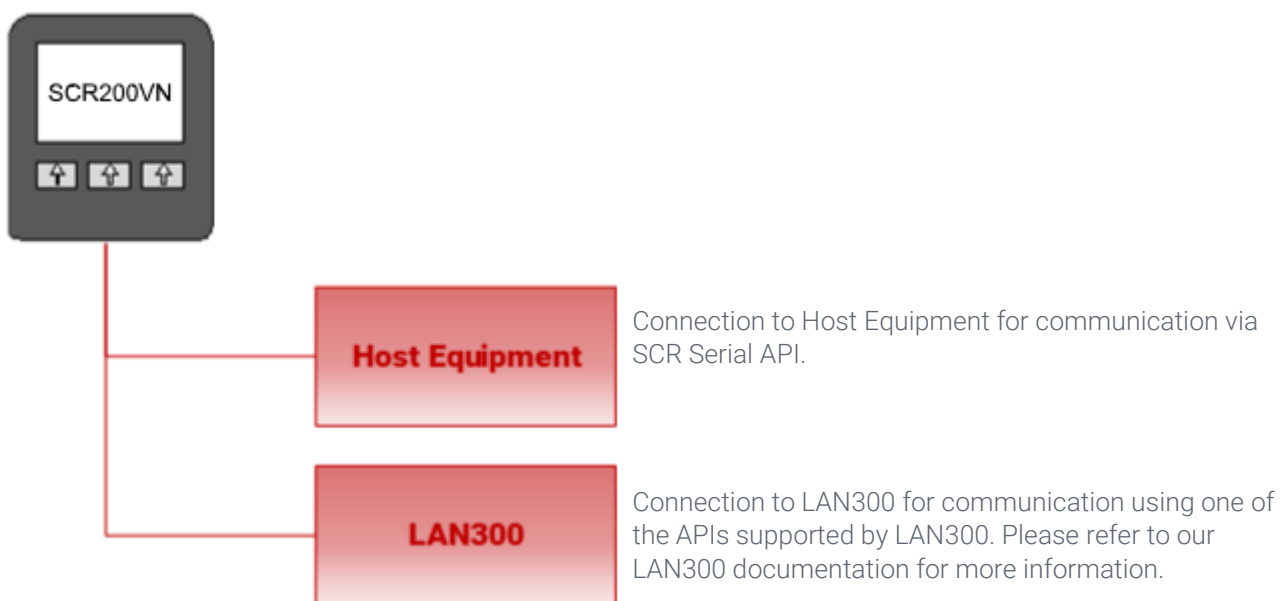 SCR200VN
Host Equipment
Connection to Host Equipment for communication via
SCR Serial API.
LAN300
Connection to LAN300 for communication using one of
the APIs supported by LAN300. Please refer to our
LAN300 documentation for more information.